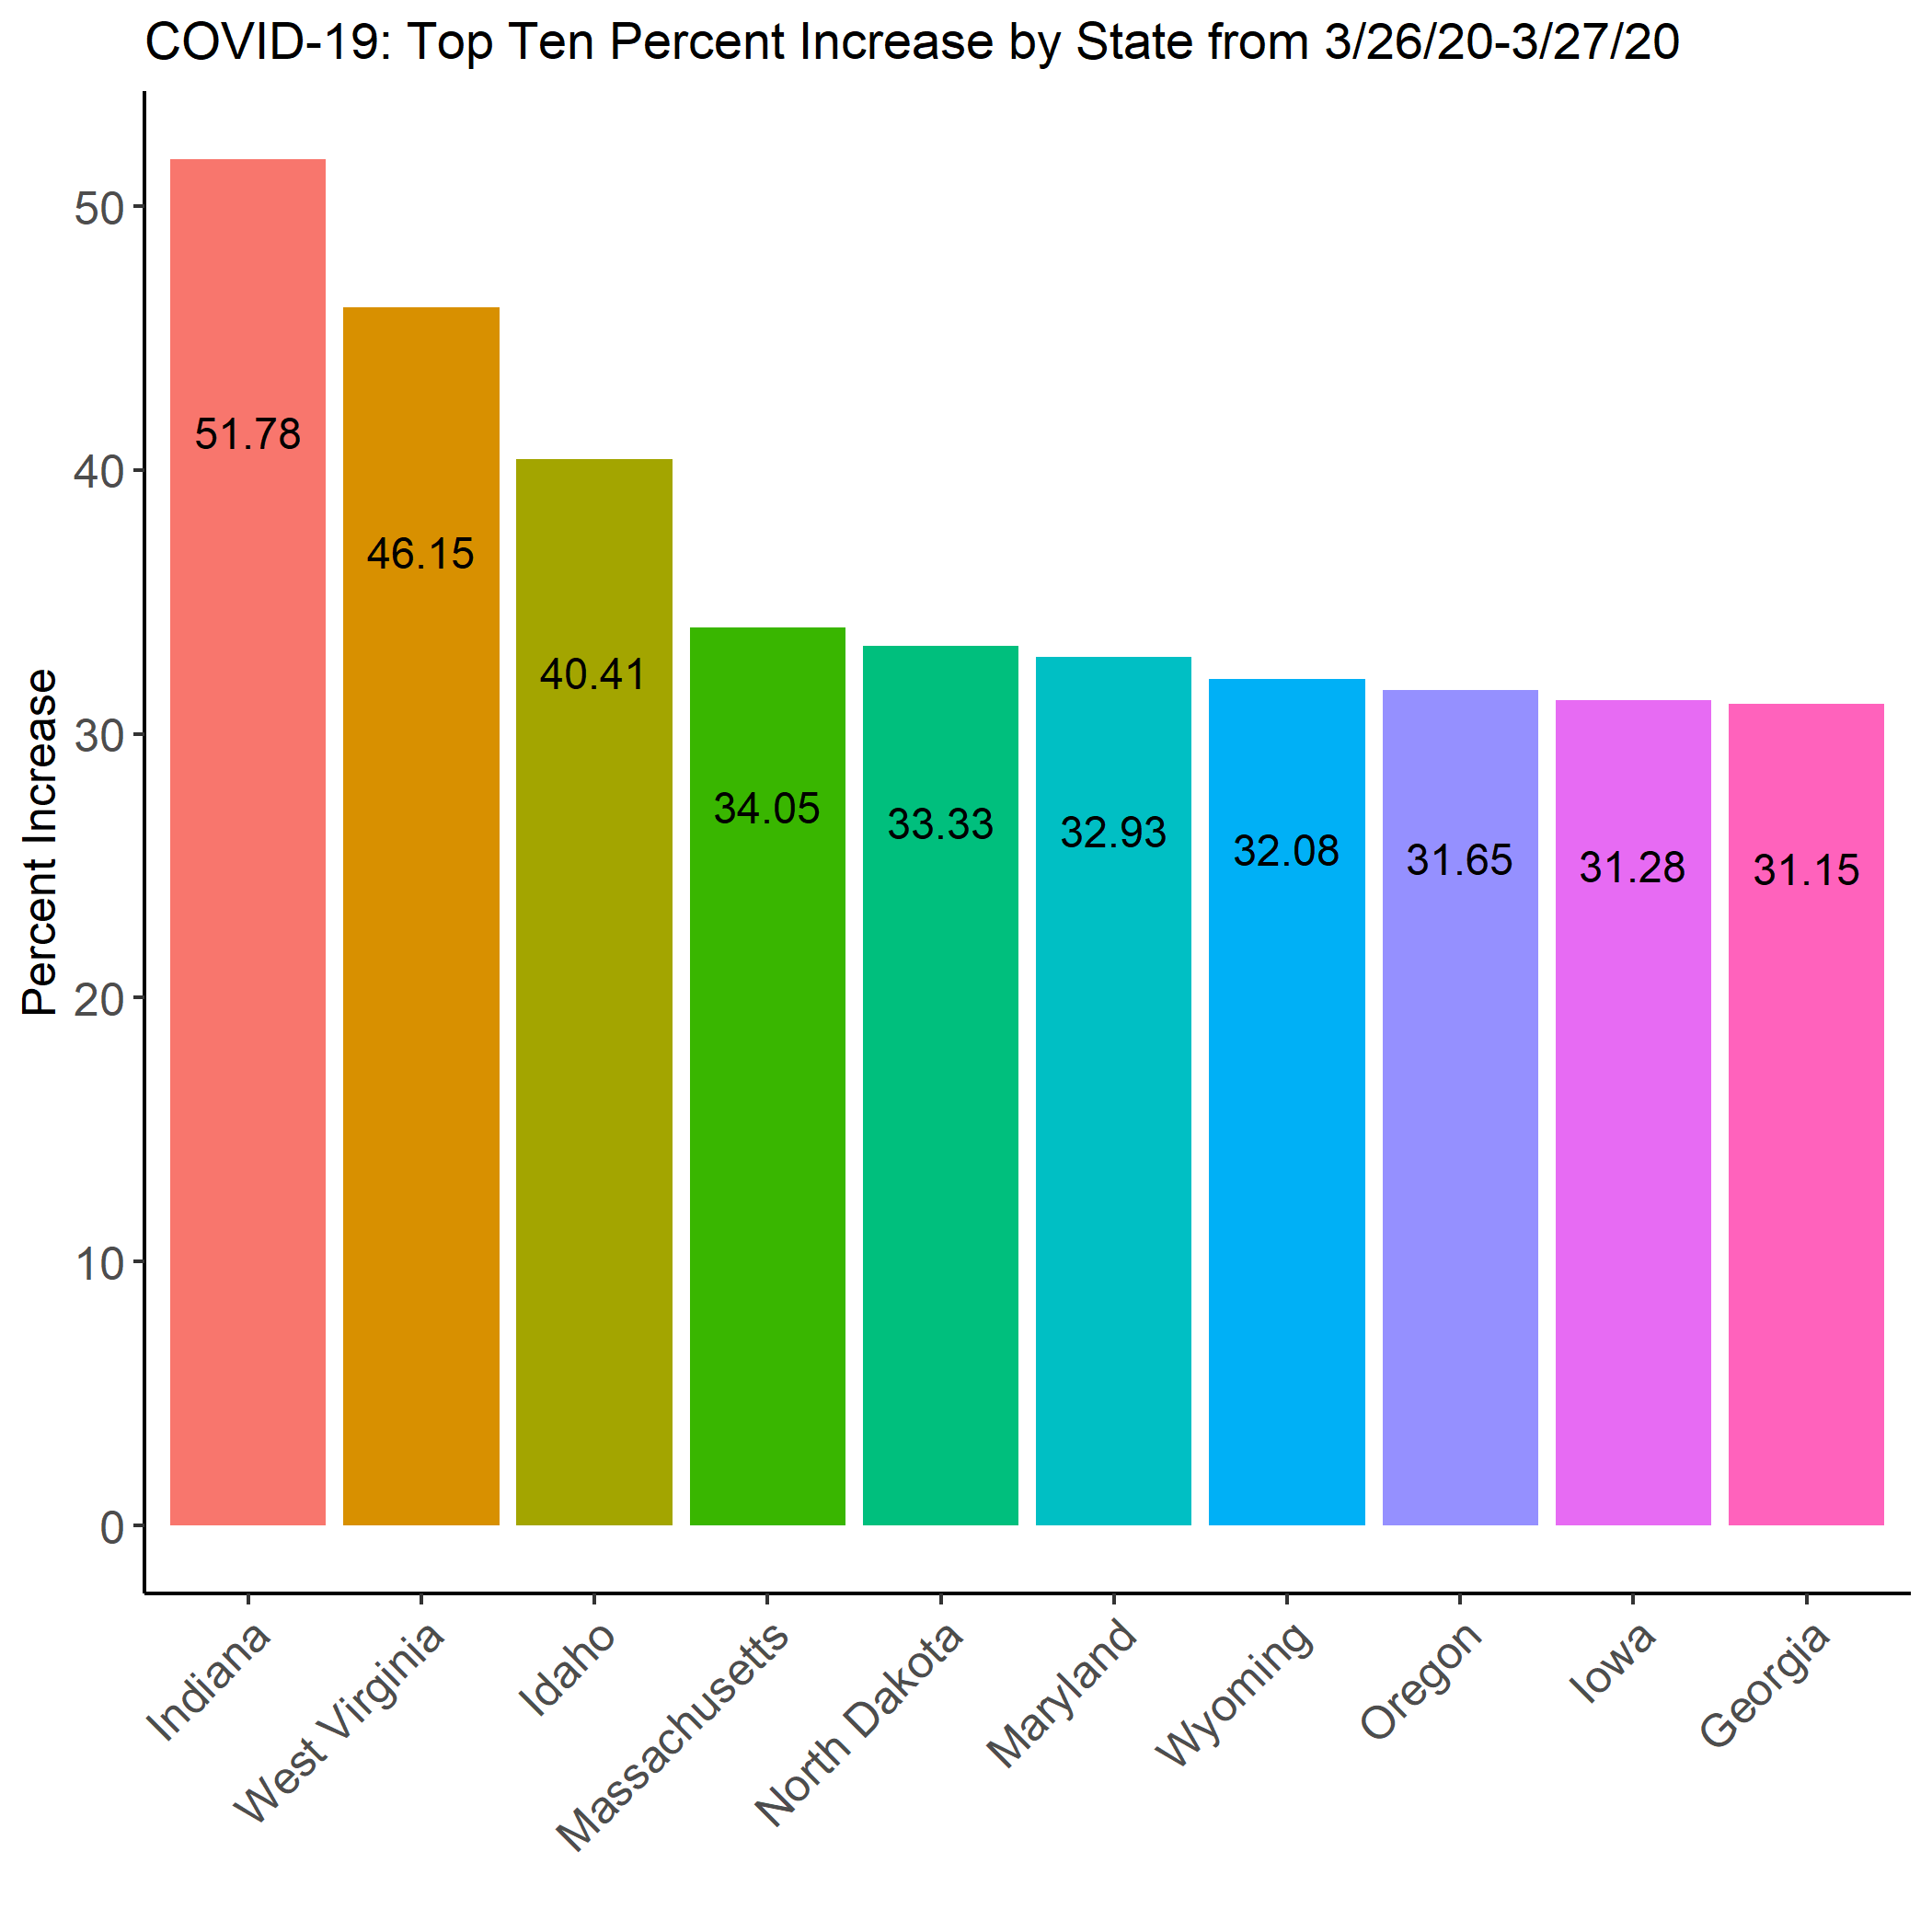 COVID-19: Top Ten Percent Increase by State from 3/26/20-3/27/20
Percent Increase
50
40
30
20
10
0
51.78
46.15
40.41
34.05
33.33
32.93
32.08
31.65
31.28
31.15
Indiana
West Virginia
Idaho
Massachusetts
North Dakota
Maryland
Wyoming
Oregon
Iowa
Georgia